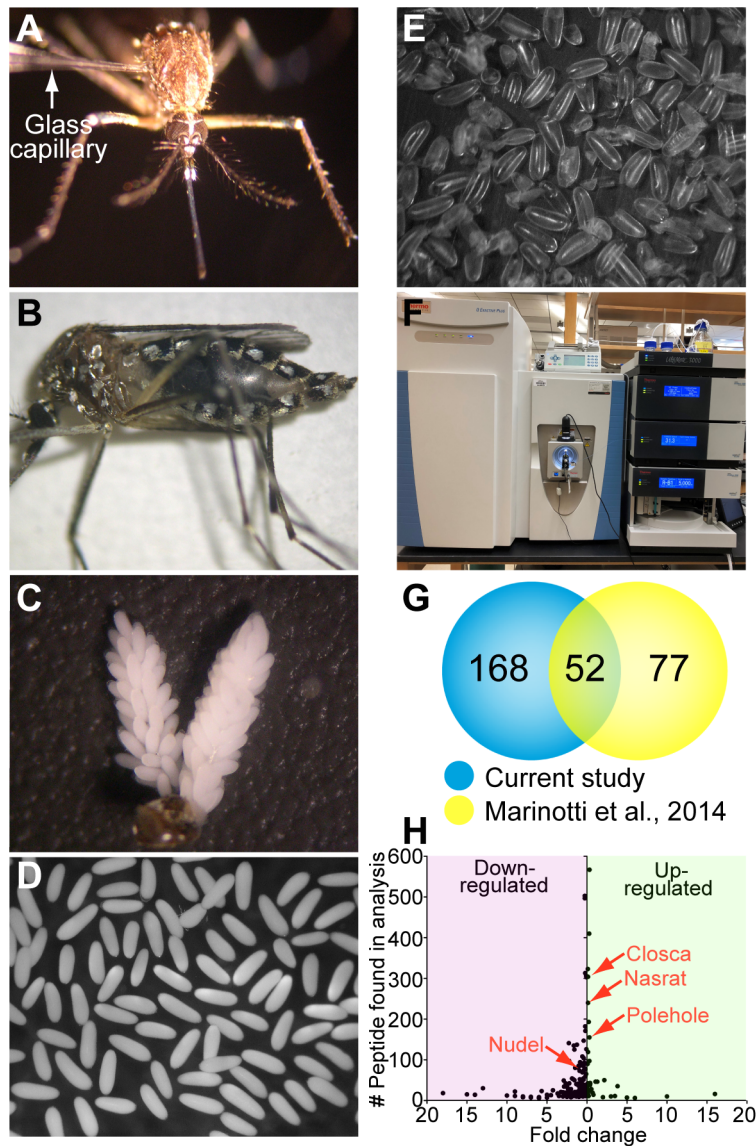 A
Glass
capillary
B
C
D
E
F
G
168 52 77
Current study
Marinotti et al., 2014
H
# Peptide found in analysis
600
500
400
300
200
100
0
Down-
regulated
Up-
regulated
Closca
Nasrat
Polehole
Nudel
20 15 10 5 0 5 10 15 20
Fold change